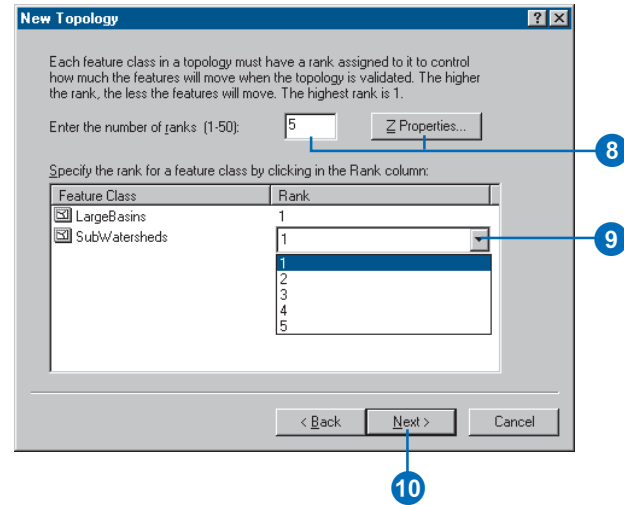 New Topology
Each feature class in a topology must have a rank assigned to it to control
how much the features will move when the topology is validated. The higher
the rank, the less the features will move. The highest rank is 1.
Enter the number of ranks (1-50): 5 Z Properties...
8
Specify the rank for a feature class by clicking in the Rank column:
Feature Class Rank
LargeBasins 1
SubWatersheds 1
9
1
2
3
4
5
< Back Next > Cancel
10